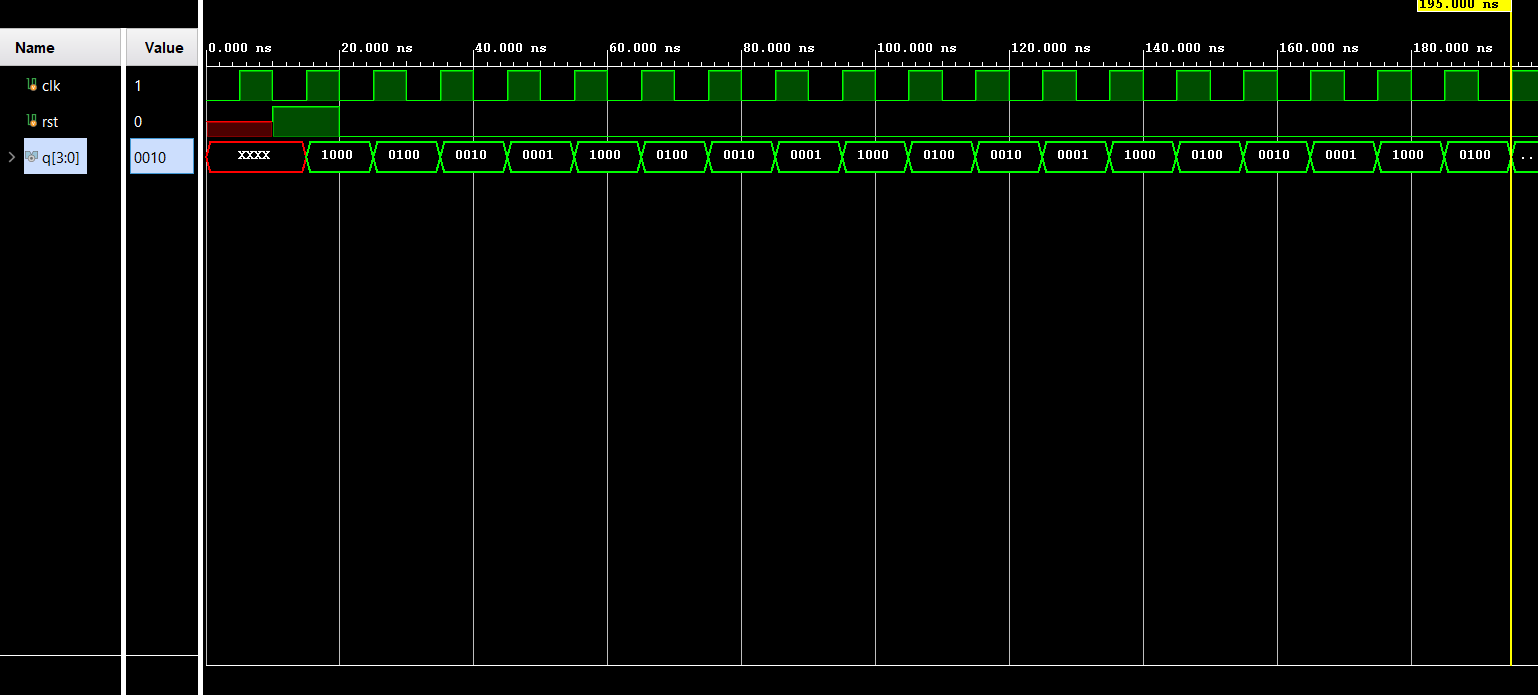 195.000 ns
Name Value
0.000 ns 20.000 ns 40.000 ns 60.000 ns 80.000 ns 100.000 ns 120.000 ns 140.000 ns 160.000 ns 180.000 ns
clk 1
rst 0
q[3:0] 0010
XXXX 1000 0100 0010 0001 1000 0100 0010 0001 1000 0100 0010 0001 1000 0100 0010 0001 1000 0100 ..